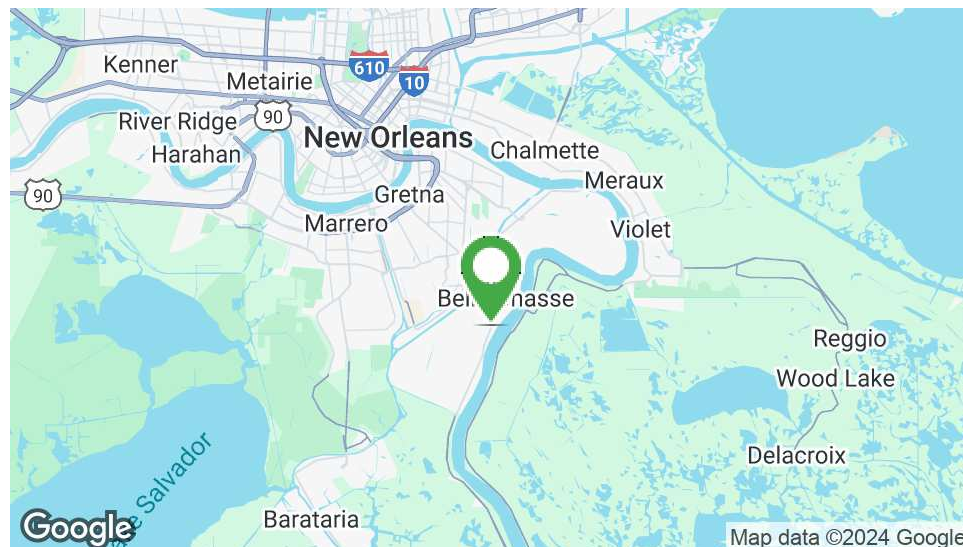 Kenner
Metairie
610
10
River Ridge
90
Harahan
New Orleans
Chalmette
Meraux
90
Gretna
Marrero
Violet
Reggio
Wood Lake
Delacroix
Salvador
Barataria
Google
Map data ©2024 Google